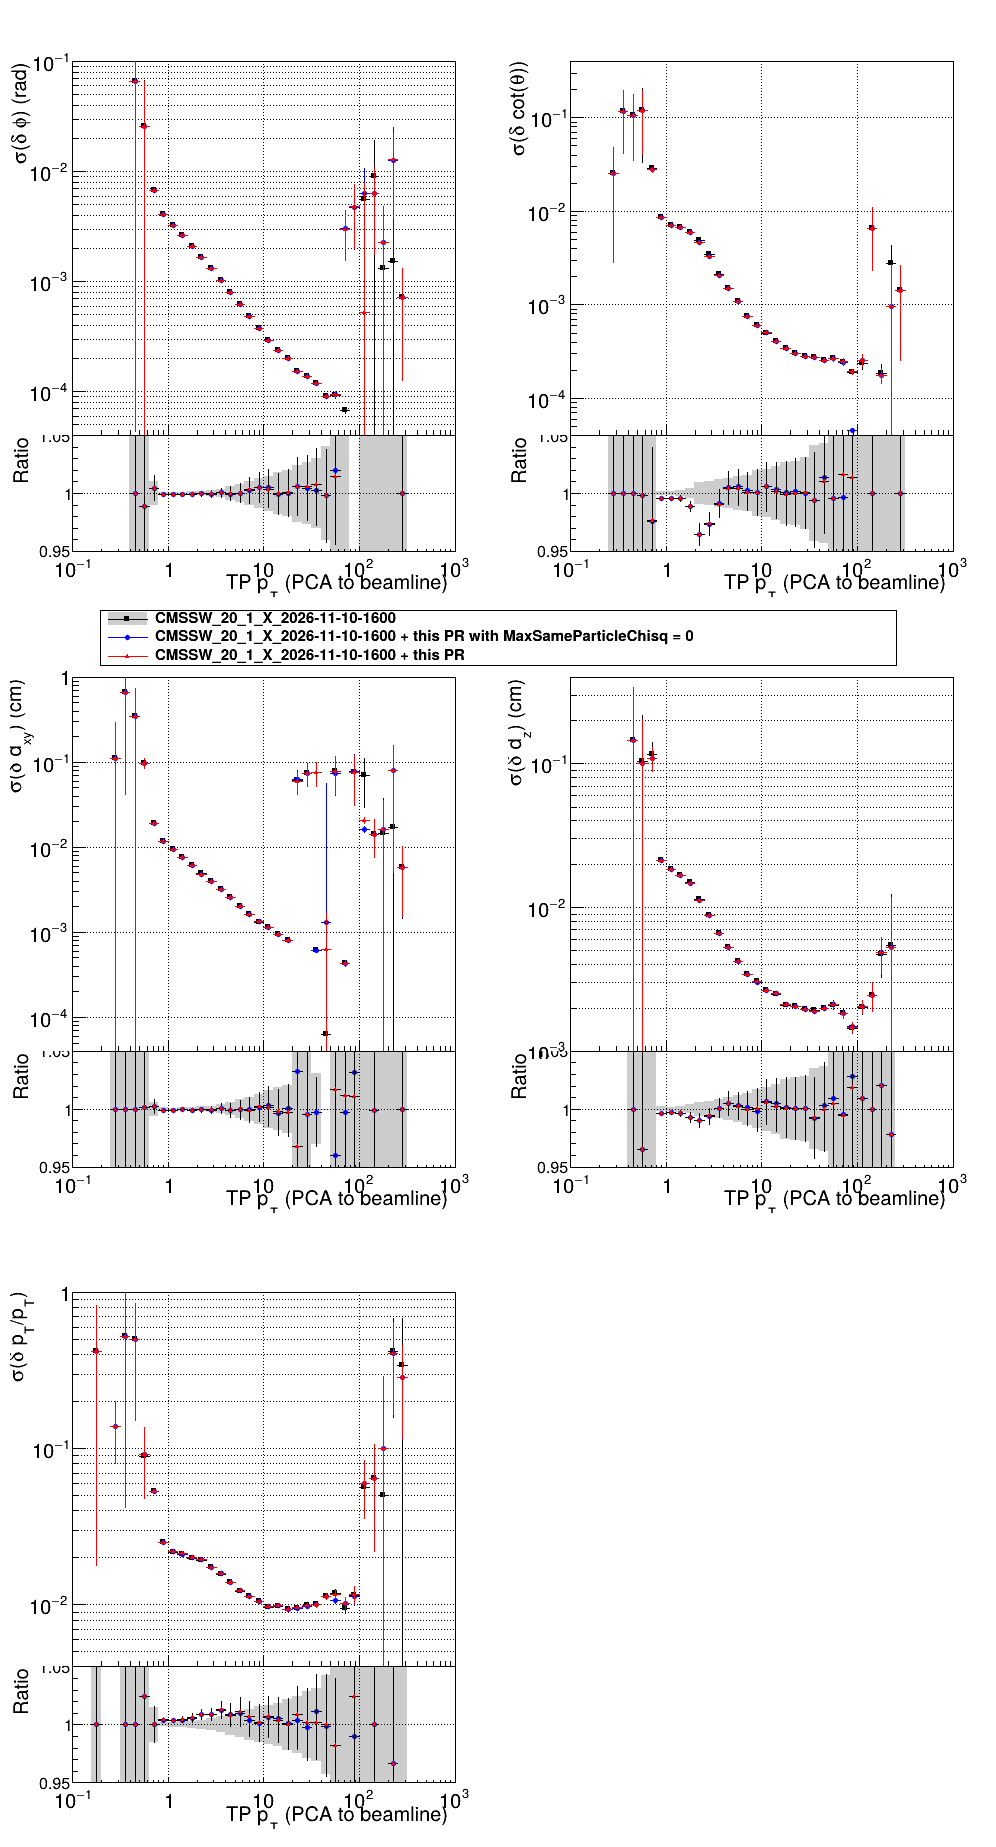 σ(δ φ) (rad)
10⁻¹
10⁻²
10⁻³
10⁻⁴
Ratio
1.05
1
0.95
10⁻¹ 1 10 10² 10³
TP p_T (PCA to beamline)
σ(δ cot(θ))
10⁻¹
10⁻²
10⁻³
10⁻⁴
Ratio
1.05
1
0.95
10⁻¹ 1 10 10² 10³
TP p_T (PCA to beamline)
CMSSW_20_1_X_2026-11-10-1600
CMSSW_20_1_X_2026-11-10-1600 + this PR with MaxSameParticleChisq = 0
CMSSW_20_1_X_2026-11-10-1600 + this PR
σ(δ d_xy) (cm)
1
10⁻¹
10⁻²
10⁻³
10⁻⁴
Ratio
1.05
1
0.95
10⁻¹ 1 10 10² 10³
TP p_T (PCA to beamline)
σ(δ d_z) (cm)
10⁻¹
10⁻²
10⁻³
Ratio
1.05
1
0.95
10⁻¹ 1 10 10² 10³
TP p_T (PCA to beamline)
σ(δ p_T/p_T)
1
10⁻¹
10⁻²
Ratio
1.05
1
0.95
10⁻¹ 1 10 10² 10³
TP p_T (PCA to beamline)